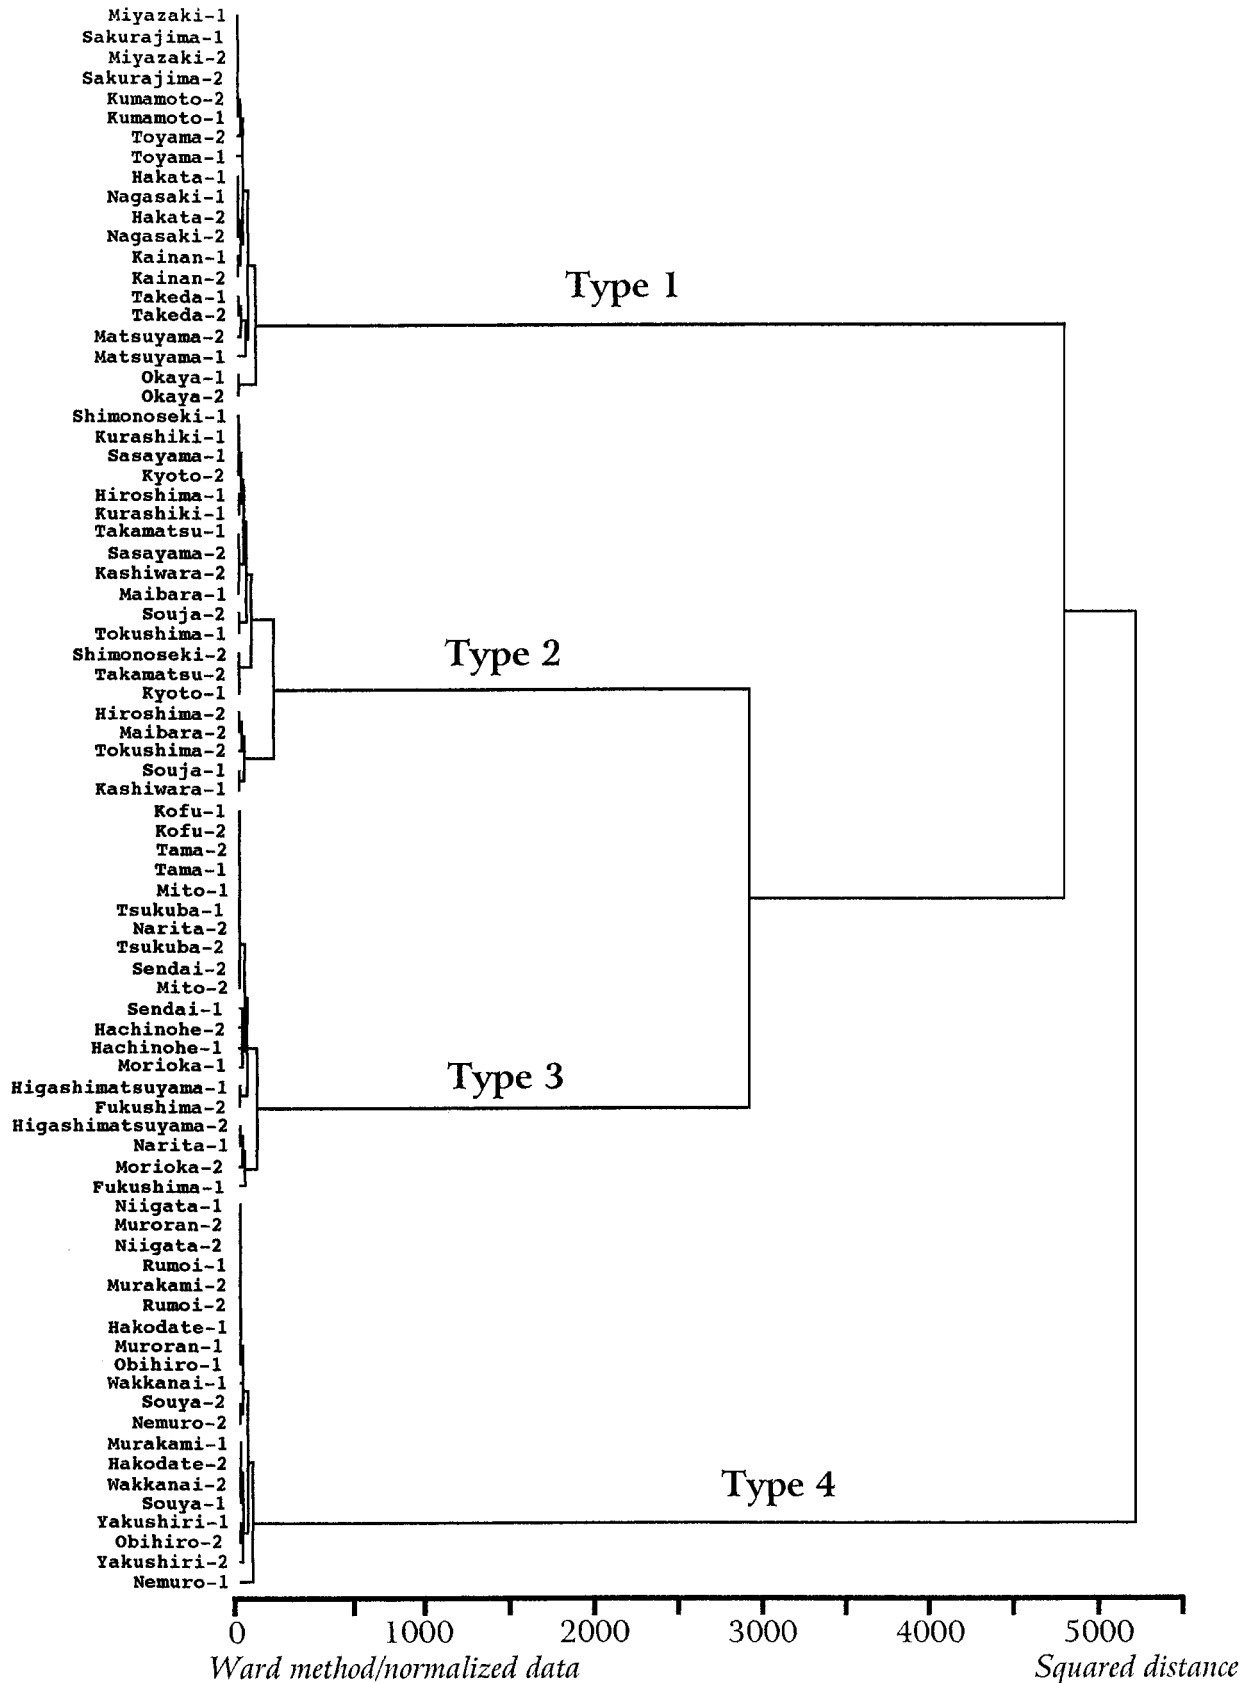 Miyazaki-1
Sakurajima-1
Miyazaki-2
Sakurajima-2
Kumamoto-2
Kumamoto-1
Toyama-2
Toyama-1
Hakata-1
Nagasaki-1
Hakata-2
Nagasaki-2
Kainan-1
Kainan-2
Type 1
Takeda-1
Takeda-2
Matsuyama-2
Matsuyama-1
Okaya-1
Okaya-2
Shimonoseki-1
Kurashiki-1
Sasayama-1
Kyoto-2
Hiroshima-1
Kurashiki-1
Takamatsu-1
Sasayama-2
Kashiwara-2
Maibara-1
Souja-2
Tokushima-1
Shimonoseki-2
Type 2
Takamatsu-2
Kyoto-1
Hiroshima-2
Maibara-2
Tokushima-2
Souja-1
Kashiwara-1
Kofu-1
Kofu-2
Tama-2
Tama-1
Mito-1
Tsukuba-1
Narita-2
Tsukuba-2
Sendai-2
Mito-2
Sendai-1
Hachinohe-2
Hachinohe-1
Morioka-1
Type 3
Higashimatsuyama-1
Fukushima-2
Higashimatsuyama-2
Narita-1
Morioka-2
Fukushima-1
Niigata-1
Muroran-2
Niigata-2
Rumoi-1
Murakami-2
Rumoi-2
Hakodate-1
Muroran-1
Obihiro-1
Wakkanai-1
Souya-2
Nemuro-2
Murakami-1
Hakodate-2
Wakkanai-2
Type 4
Souya-1
Yakushiri-1
Obihiro-2
Yakushiri-2
Nemuro-1
0 1000 2000 3000 4000 5000
Ward method/normalized data Squared distance